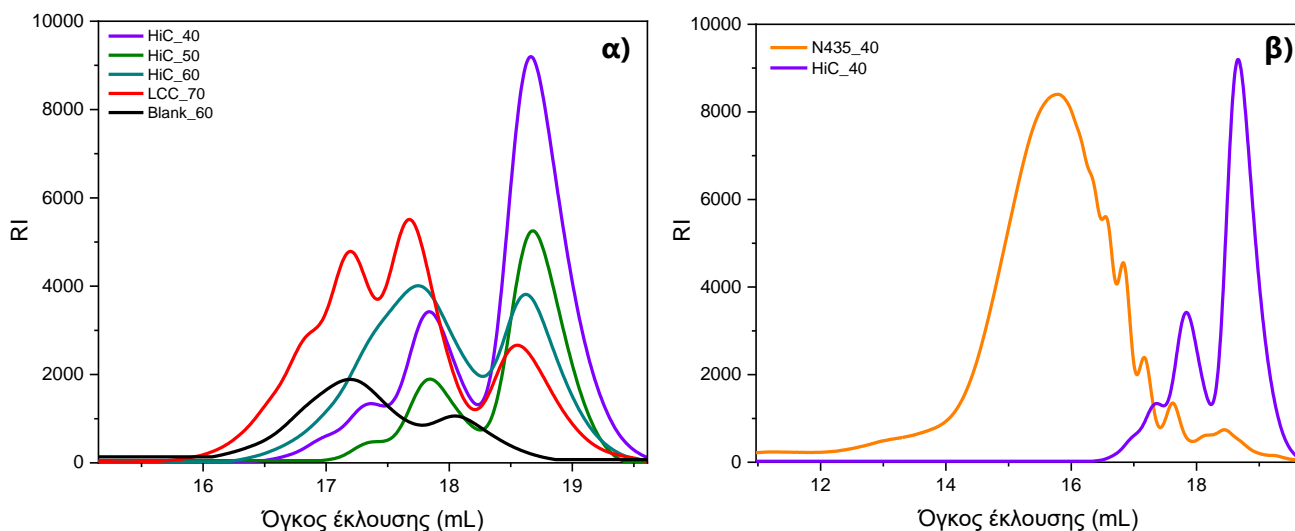 α)
HiC_40
HiC_50
HiC_60
LCC_70
Blank_60
10000
8000
6000
4000
2000
0
RI
16 17 18 19
Όγκος έκλουσης (mL)
β)
N435_40
HiC_40
10000
8000
6000
4000
2000
0
RI
12 14 16 18
Όγκος έκλουσης (mL)